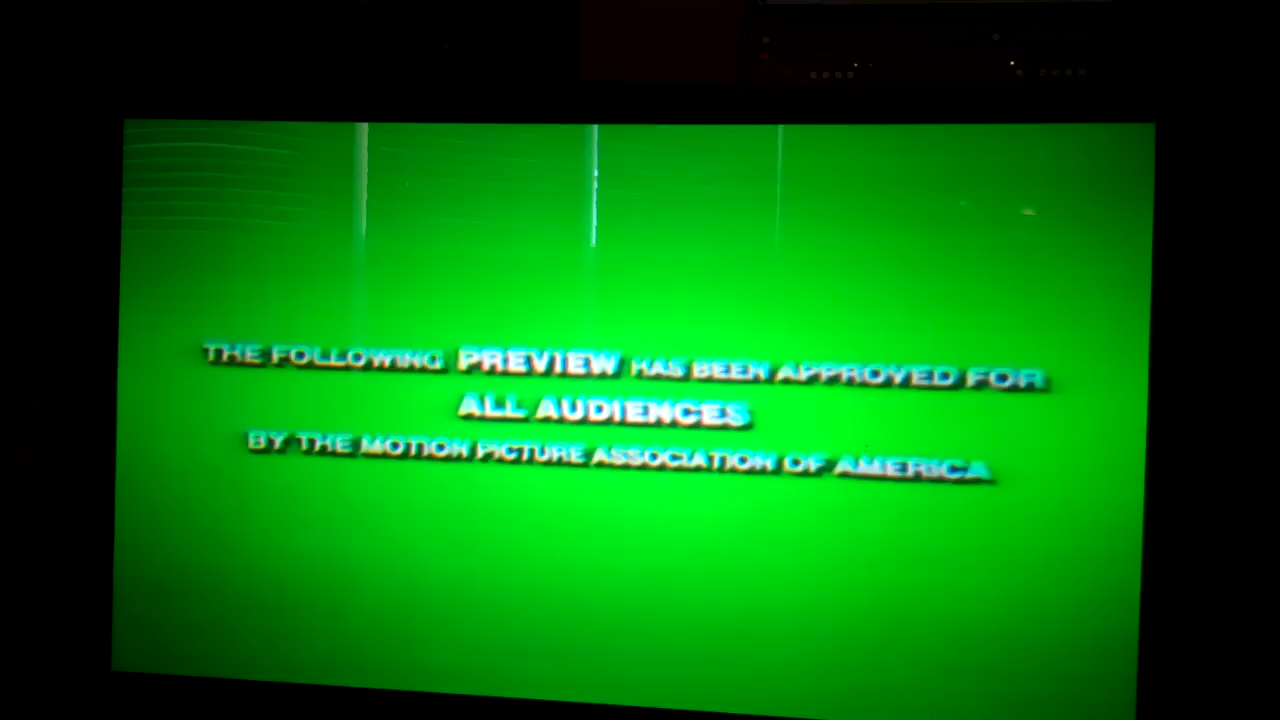 THE FOLLOWING PREVIEW HAS BEEN APPROVED FOR
ALL AUDIENCES
BY THE MOTION PICTURE ASSOCIATION OF AMERICA